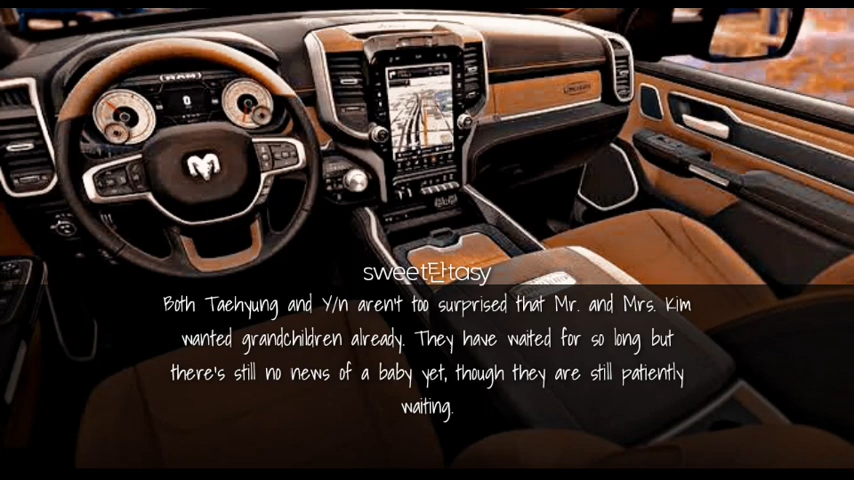 RAM
0
sweet탄tasy
Both Taehyung and Y/n aren't too surprised that Mr. and Mrs. Kim
wanted grandchildren already. They have waited for so long but
there's still no news of a baby yet, though they are still patiently
waiting.